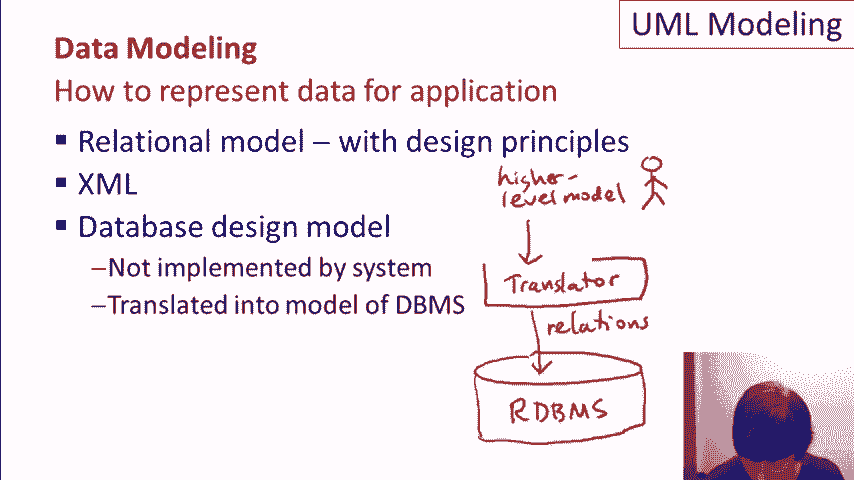 UML Modeling
Data Modeling
How to represent data for application
▪ Relational model – with design principles
▪ XML
▪ Database design model
–Not implemented by system
–Translated into model of DBMS
higher-
level model
Translator
relations
RDBMS